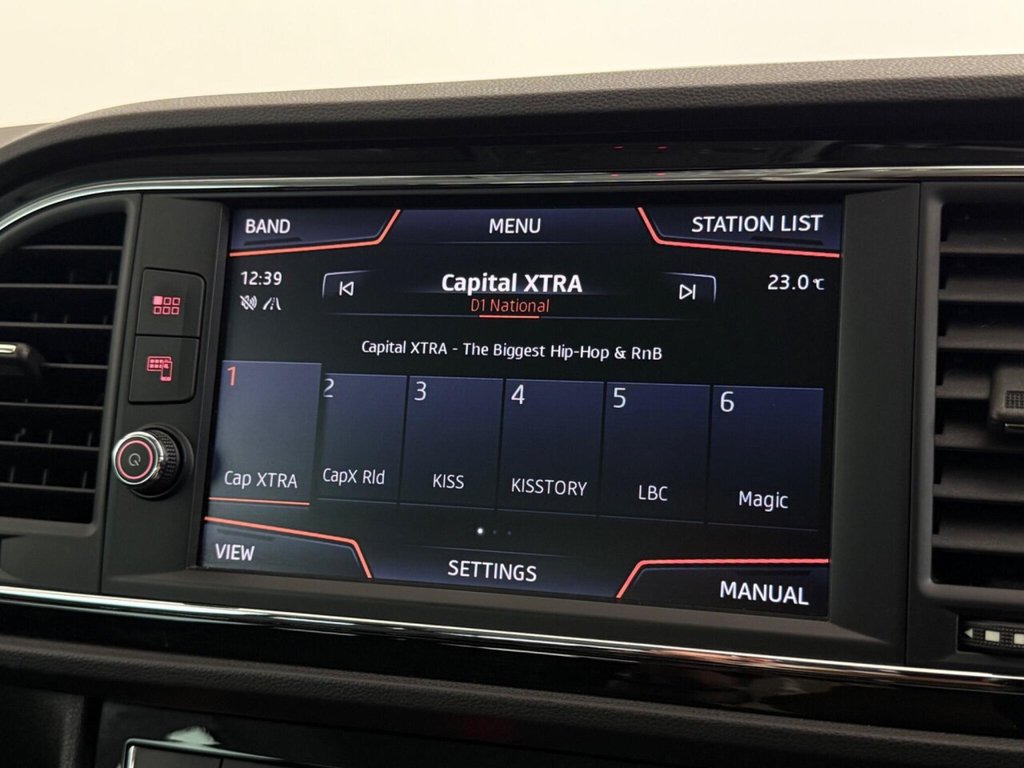 BAND MENU STATION LIST
12:39 Capital XTRA 23.0°C
D1 National
Capital XTRA - The Biggest Hip-Hop & RnB
1 2 3 4 5 6
Cap XTRA CapX Rld KISS KISSTORY LBC Magic
VIEW SETTINGS MANUAL